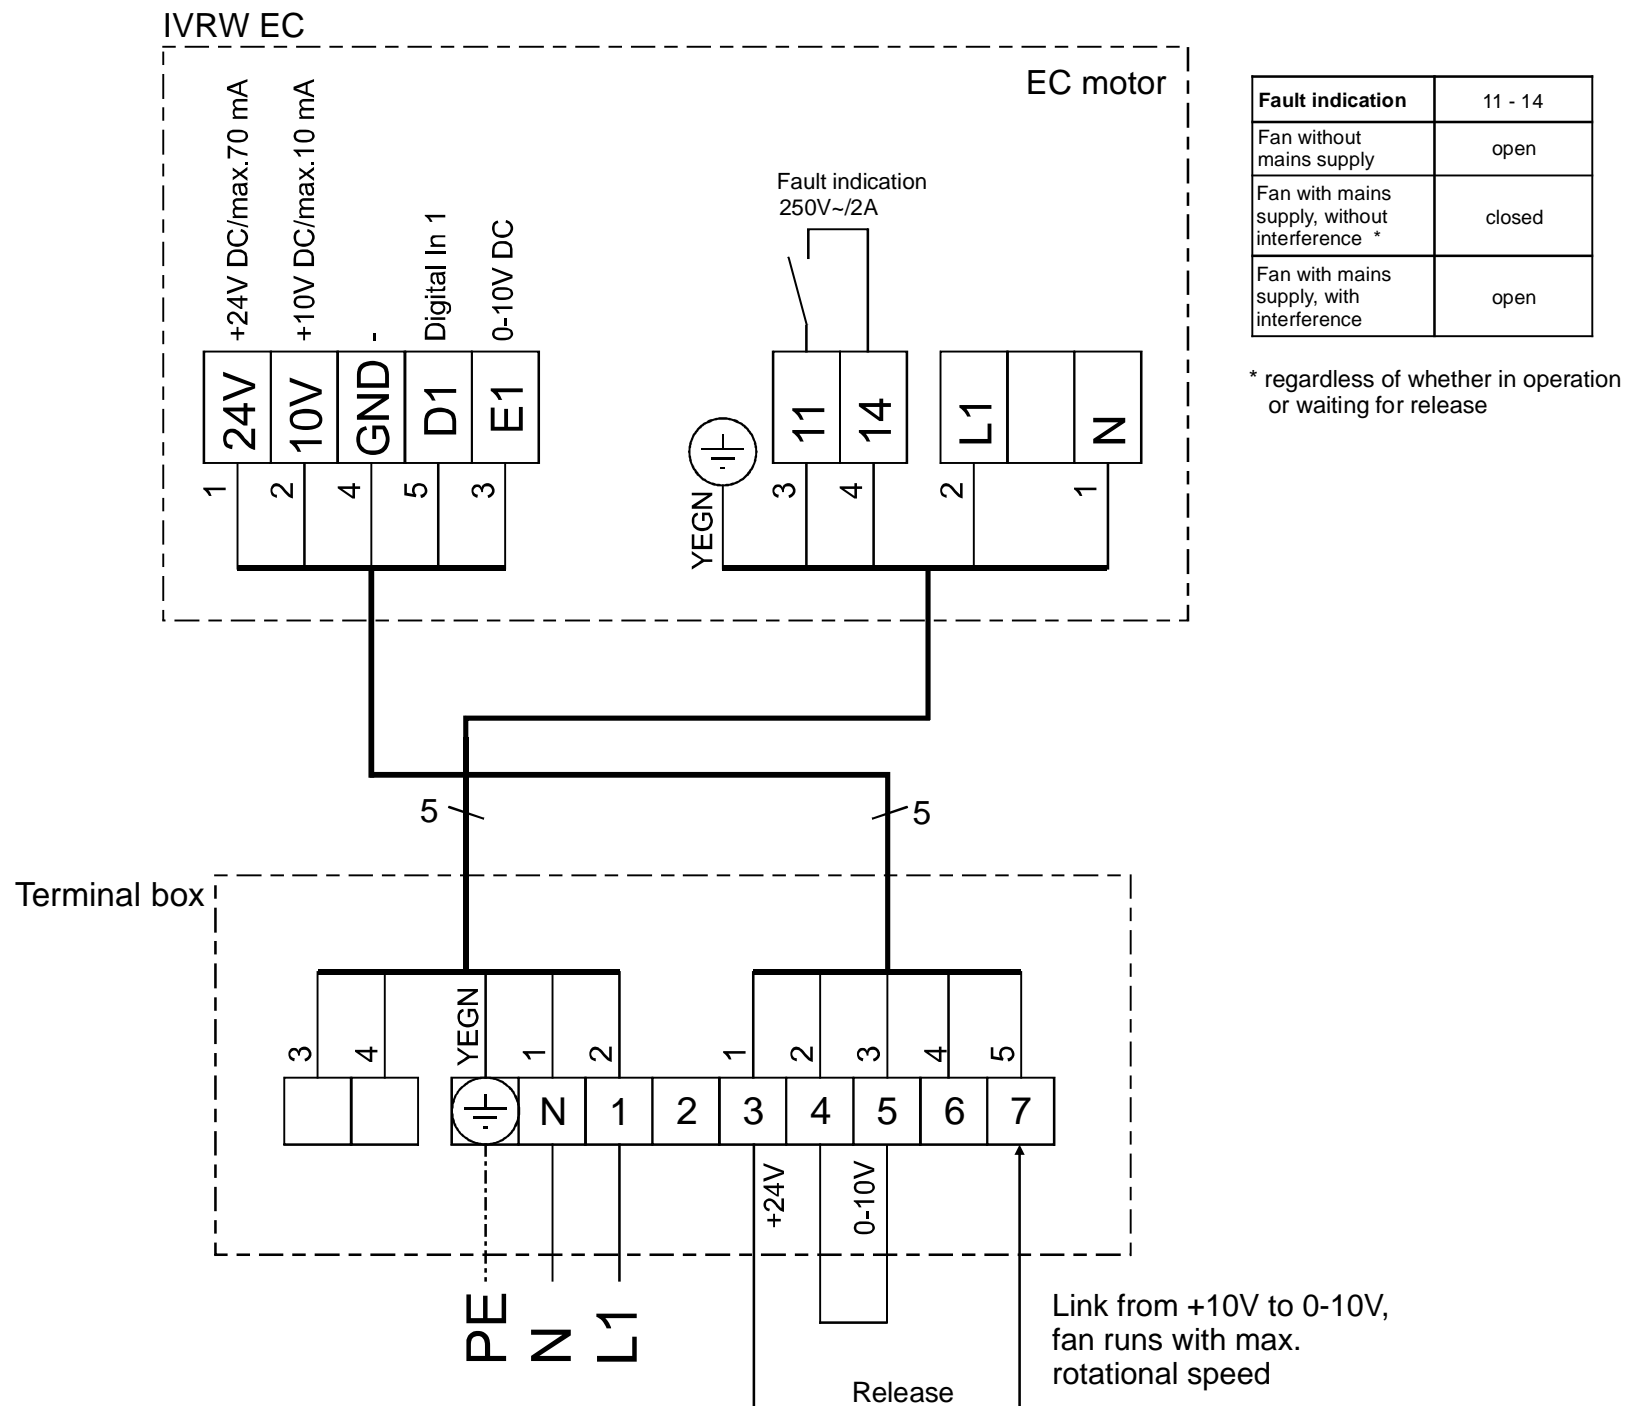 IVRW EC
EC motor
+24V DC/max.70 mA
+10V DC/max.10 mA
-
Digital In 1
0-10V DC
Fault indication
250V~/2A
24V
10V
GND
D1
E1
11
14
L1
N
1
2
4
5
3
YEGN
3
4
2
1
Fault indication
11 - 14
Fan without
mains supply
open
Fan with mains
supply, without
interference *
closed
Fan with mains
supply, with
interference
open
* regardless of whether in operation
or waiting for release
5
5
Terminal box
3
4
YEGN
1
2
1
2
3
4
5
N
1
2
3
4
5
6
7
+24V
0-10V
PE
N
L1
Link from +10V to 0-10V,
fan runs with max.
rotational speed
Release